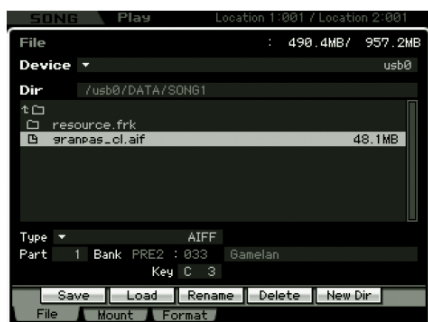 SONG Play Location 1:001 / Location 2:001
File : 490.4MB/ 957.2MB
Device usb0
Dir /usb0/DATA/SONG1
resource.frk
granpas_cl.aif 48.1MB
Type AIFF
Part 1 Bank PRE2 : 033 Gamelan
Key C 3
Save Load Rename Delete New Dir
File Mount Format